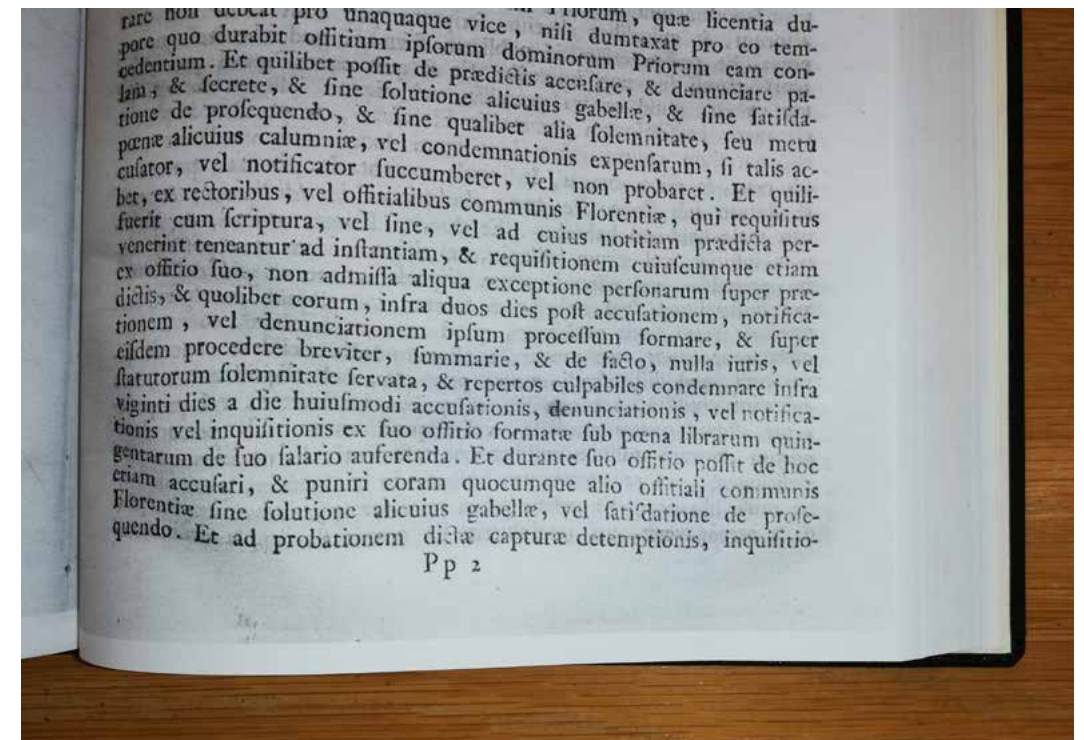 rare non debeat pro unaquaque vice, nisi dumtaxat pro eo tem-
pore quo durabit offitium ipſorum dominorum Priorum eam con-
cedentium. Et quilibet poſſit de prædictis accuſare, & denunciare pa-
lam, & ſecrete, & ſine ſolutione alicuius gabellæ, & ſine ſatiſda-
tione de proſequendo, & ſine qualibet alia ſolemnitate, ſeu metu
pœnæ alicuius calumniæ, vel condemnationis expenſarum, ſi talis ac-
cuſator, vel notificator ſuccumberet, vel non probaret. Et quili-
bet, ex rectoribus, vel offitialibus communis Florentiæ, qui requiſitus
fuerit cum ſcriptura, vel ſine, vel ad cuius notitiam prædicta per-
venerint teneantur ad inſtantiam, & requiſitionem cuiuſcumque etiam
ex offitio ſuo, non admiſſa aliqua exceptione perſonarum ſuper præ-
dictis, & quolibet eorum, infra duos dies poſt accuſationem, notifica-
tionem, vel denunciationem ipſum proceſſum formare, & ſuper
eiſdem procedere breviter, ſummarie, & de facto, nulla iuris, vel
ſtatutorum ſolemnitate ſervata, & repertos culpabiles condemnare infra
viginti dies a die huiuſmodi accuſationis, denunciationis, vel notifica-
tionis vel inquiſitionis ex ſuo offitio formatæ ſub pœna librarum quin-
gentarum de ſuo ſalario auferenda. Et durante ſuo offitio poſſit de hoc
etiam accuſari, & puniri coram quocumque alio offitiali communis
Florentiæ ſine ſolutione alicuius gabellæ, vel ſatiſdatione de proſe-
quendo. Et ad probationem dictæ capturæ detemptionis, inquiſitio-
Pp 2